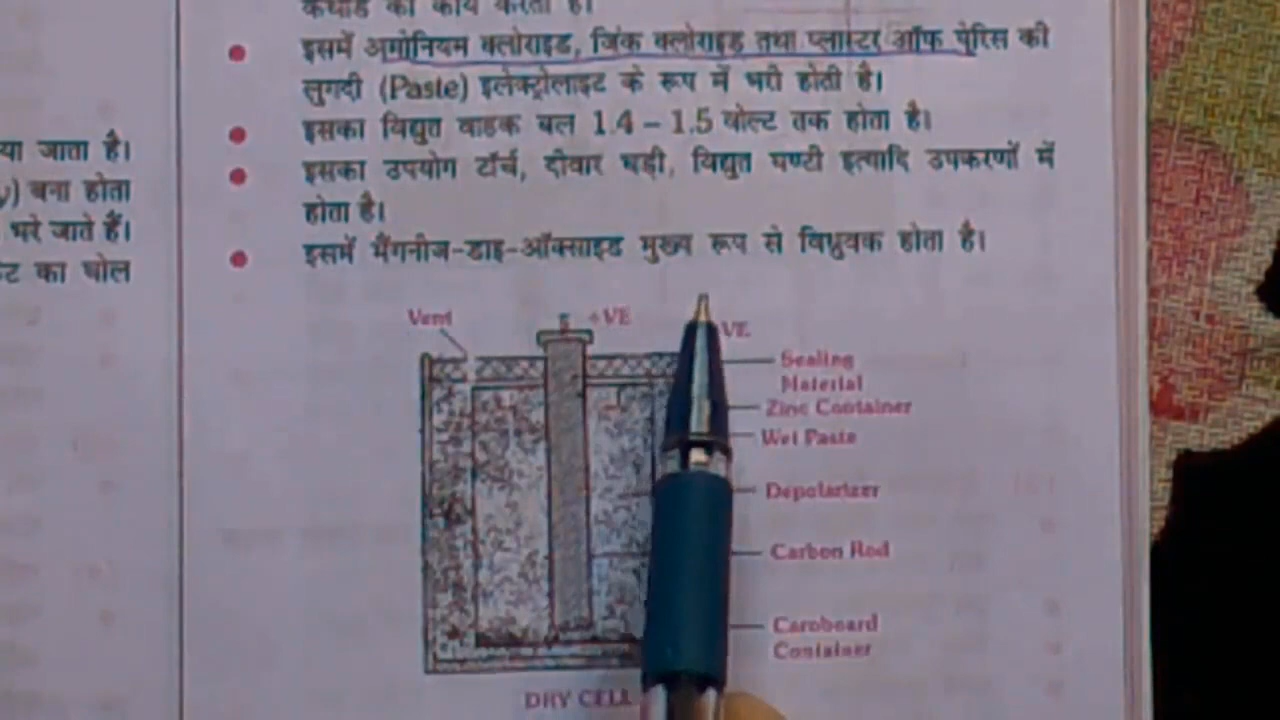 कैथोड का कार्य करती है।
इसमें अमोनियम क्लोराइड, जिंक क्लोराइड तथा प्लास्टर ऑफ पेरिस की
लुगदी (Paste) इलेक्ट्रोलाइट के रूप में भरी होती है।
इसका विद्युत वाहक बल 1.4 – 1.5 वोल्ट तक होता है।
इसका उपयोग टॉर्च, दीवार घड़ी, विद्युत घण्टी इत्यादि उपकरणों में
होता है।
इसमें मैंगनीज-डाइ-ऑक्साइड मुख्य रूप से विध्रुवक होता है।
या जाता है।
) बना होता
भरे जाते हैं।
का घोल
Vent
+VE
VE
Sealing
Material
Zinc Container
Wet Paste
Depolarizer
Carbon Rod
Caroboard
Container
DRY CELL